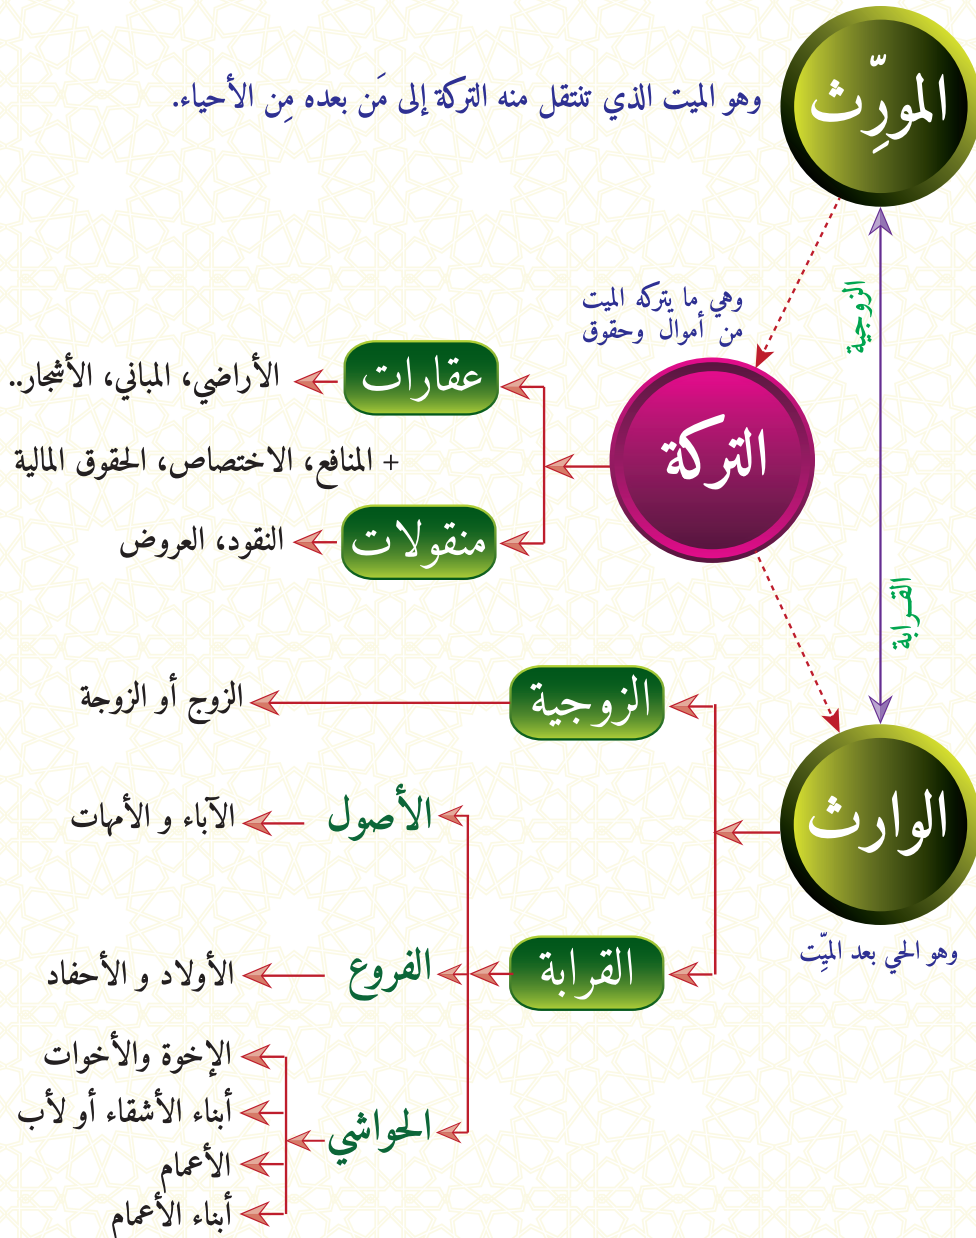 المورِّث
وهو الميت الذي تنتقل منه التركة إلى مَن بعده مِن الأحياء.
الزوجية
وهي ما يتركه الميت
من أموال وحقوق
التركة
عقارات
الأراضي، المباني، الأشجار..
+ المنافع، الاختصاص، الحقوق المالية
منقولات
النقود، العروض
القرابة
الوارث
وهو الحي بعد الميِّت
الزوجية
الزوج أو الزوجة
القرابة
الأصول
الآباء و الأمهات
الفروع
الأولاد و الأحفاد
الحواشي
الإخوة والأخوات
أبناء الأشقاء أو لأب
الأعمام
أبناء الأعمام